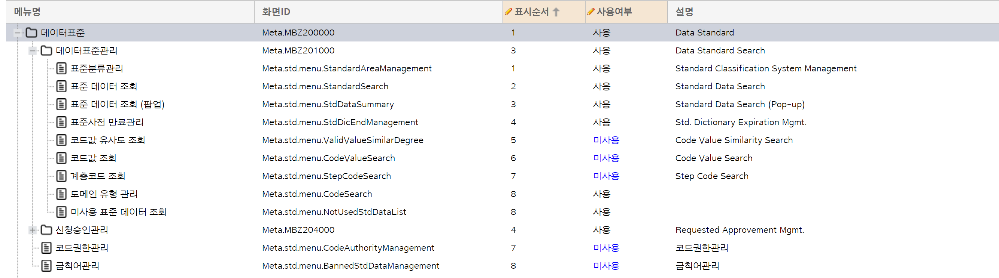 메뉴명 화면ID 표시순서 사용여부 설명
데이터표준 Meta.MBZ200000 1 사용 Data Standard
데이터표준관리 Meta.MBZ201000 3 사용 Data Standard Search
표준분류관리 Meta.std.menu.StandardAreaManagement 1 사용 Standard Classification System Management
표준 데이터 조회 Meta.std.menu.StandardSearch 2 사용 Standard Data Search
표준 데이터 조회 (팝업) Meta.std.menu.StdDataSummary 3 사용 Standard Data Search (Pop-up)
표준사전 만료관리 Meta.std.menu.StdDicEndManagement 4 사용 Std. Dictionary Expiration Mgmt.
코드값 유사도 조회 Meta.std.menu.ValidValueSimilarDegree 5 미사용 Code Value Similarity Search
코드값 조회 Meta.std.menu.CodeValueSearch 6 미사용 Code Value Search
계층코드 조회 Meta.std.menu.StepCodeSearch 7 미사용 Step Code Search
도메인 유형 관리 Meta.std.menu.CodeSearch 8 사용
미사용 표준 데이터 조회 Meta.std.menu.NotUsedStdDataList 8 사용
신청승인관리 Meta.MBZ204000 4 사용 Requested Approvement Mgmt.
코드권한관리 Meta.std.menu.CodeAuthorityManagement 7 미사용 코드권한관리
금칙어관리 Meta.std.menu.BannedStdDataManagement 8 미사용 금칙어관리